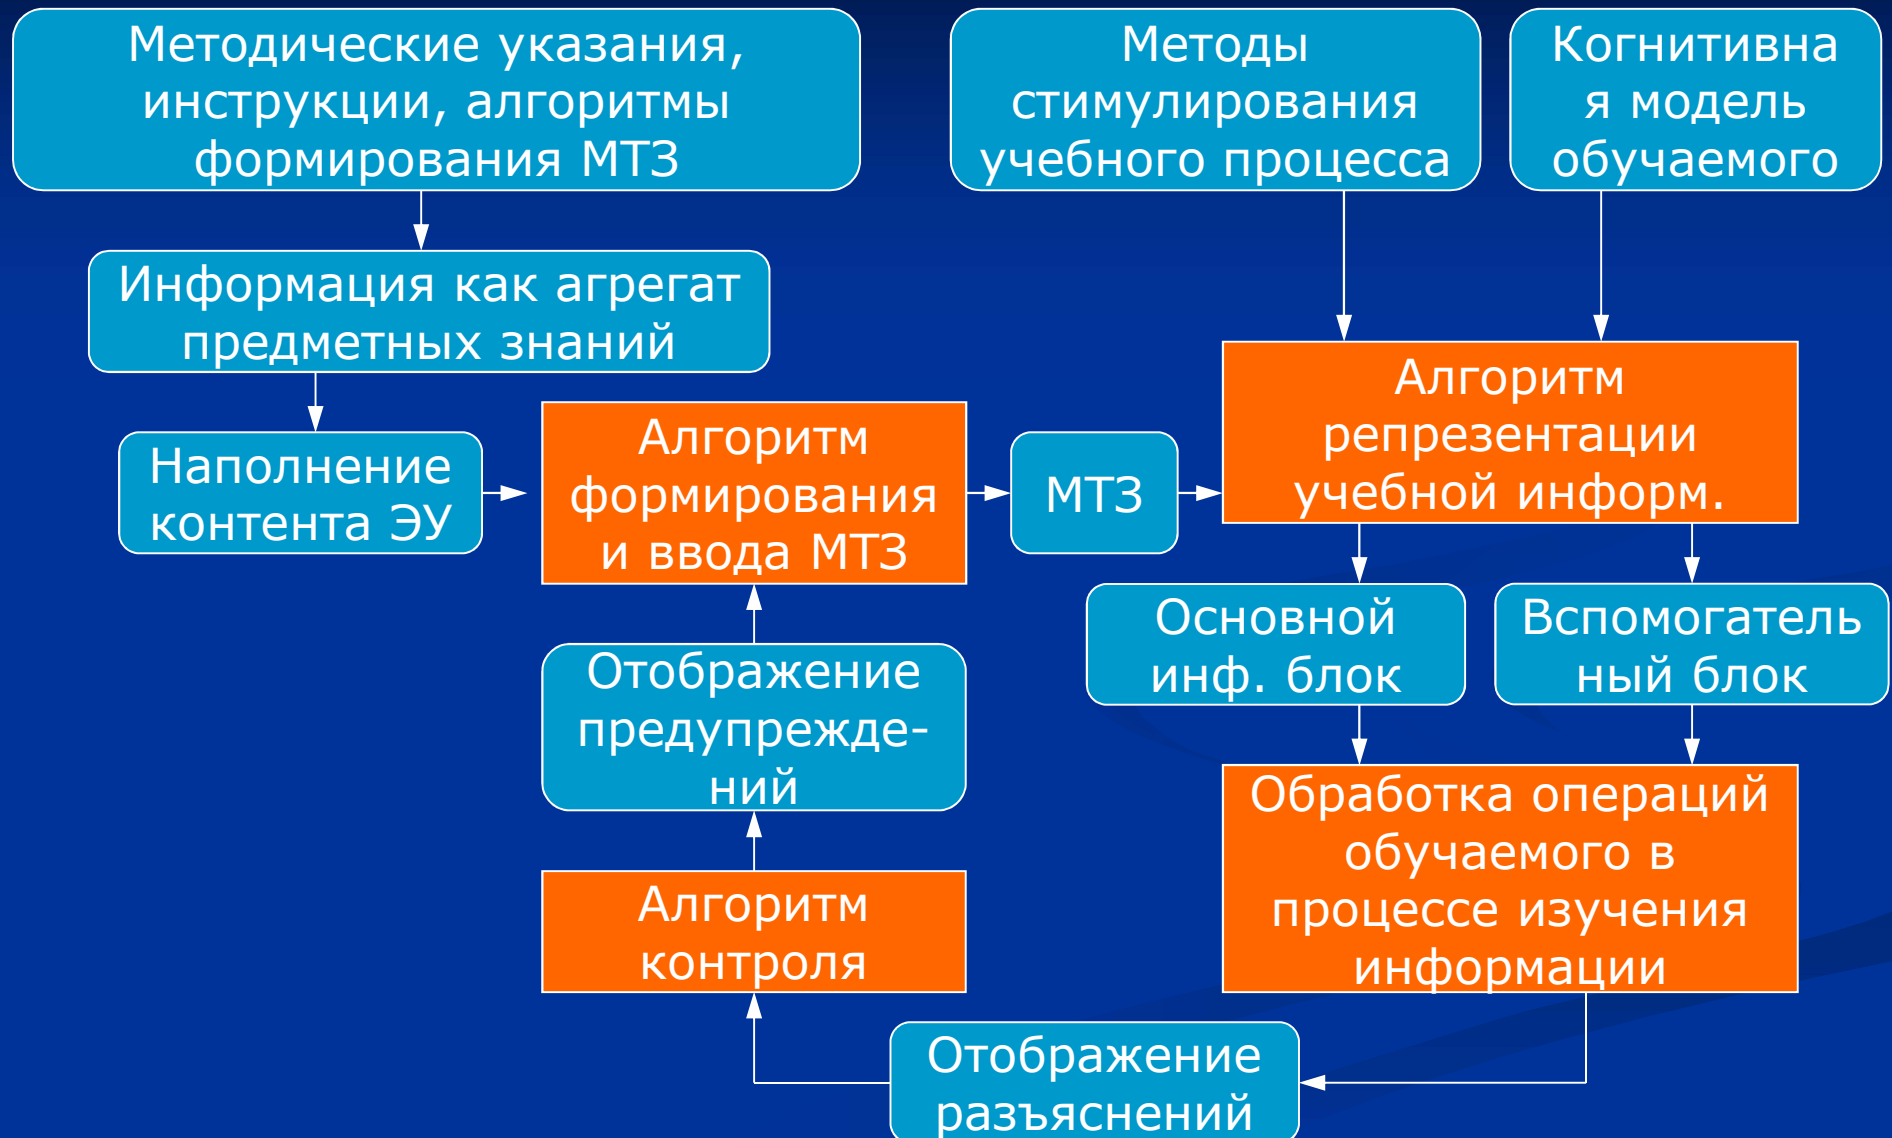 Методические указания,
инструкции, алгоритмы
формирования МТЗ
Методы
стимулирования
учебного процесса
Когнитивна
я модель
обучаемого
Информация как агрегат
предметных знаний
Наполнение
контента ЭУ
Алгоритм
формирования
и ввода МТЗ
МТЗ
Алгоритм
репрезентации
учебной информ.
Основной
инф. блок
Вспомогатель
ный блок
Отображение
предупрежде-
ний
Обработка операций
обучаемого в
процессе изучения
информации
Алгоритм
контроля
Отображение
разъяснений